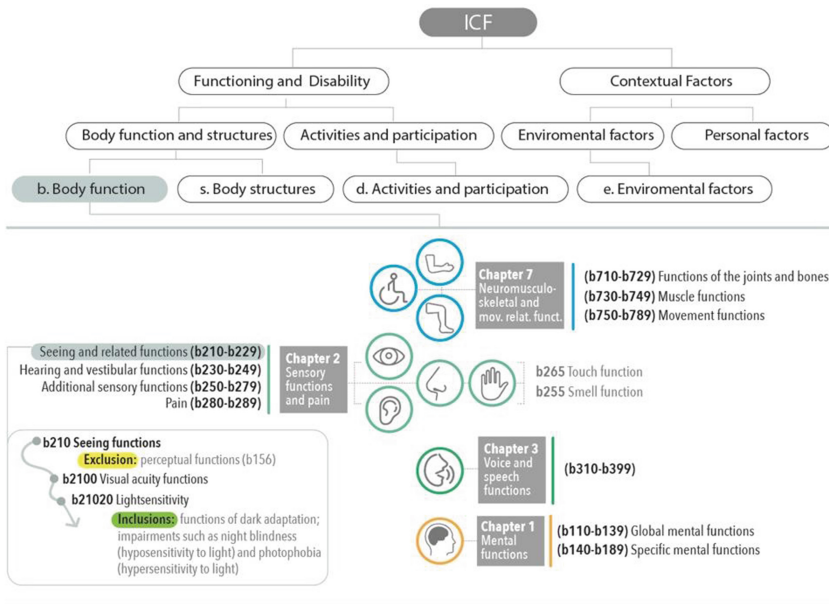 ICF
Functioning and Disability
Contextual Factors
Body function and structures
Activities and participation
Enviromental factors
Personal factors
b. Body function
s. Body structures
d. Activities and participation
e. Enviromental factors
Chapter 7
Neuromusculo-
skeletal and
mov. relat. funct.
(b710-b729) Functions of the joints and bones
(b730-b749) Muscle functions
(b750-b789) Movement functions
Seeing and related functions (b210-b229)
Hearing and vestibular functions (b230-b249)
Additional sensory functions (b250-b279)
Pain (b280-b289)
Chapter 2
Sensory
functions
and pain
b265 Touch function
b255 Smell function
b210 Seeing functions
Exclusion: perceptual functions (b156)
b2100 Visual acuity functions
b21020 Lightsensitivity
Inclusions: functions of dark adaptation;
impairments such as night blindness
(hyposensitivity to light) and photophobia
(hypersensitivity to light)
Chapter 3
Voice and
speech
functions
(b310-b399)
Chapter 1
Mental
functions
(b110-b139) Global mental functions
(b140-b189) Specific mental functions